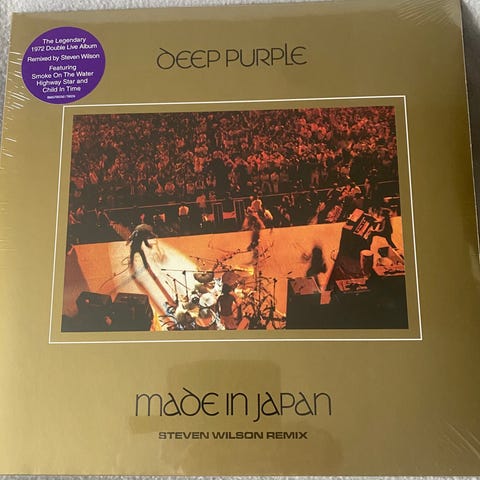 The Legendary
1972 Double Live Album
Remixed by Steven Wilson
Featuring
Smoke On The Water
Highway Star and
Child In Time
DEEP PURPLE
MADE IN JAPAN
STEVEN WILSON REMIX